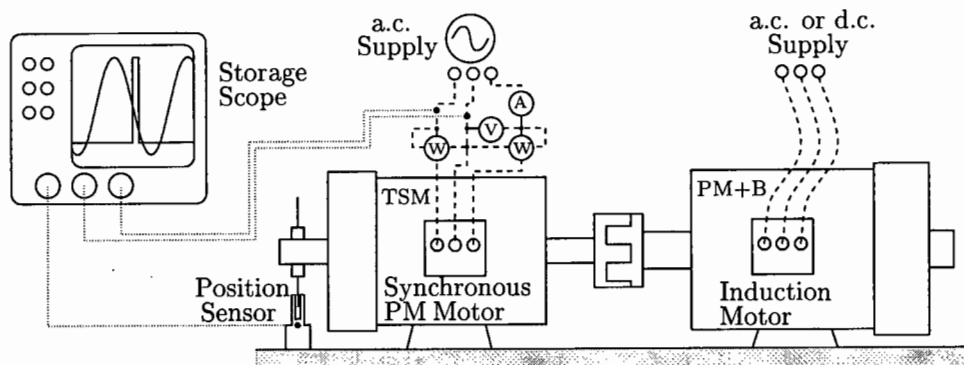 a.c.
Supply
a.c. or d.c.
Supply
Storage
Scope
A
V
W
W
TSM
PM+B
Position
Sensor
Synchronous
PM Motor
Induction
Motor